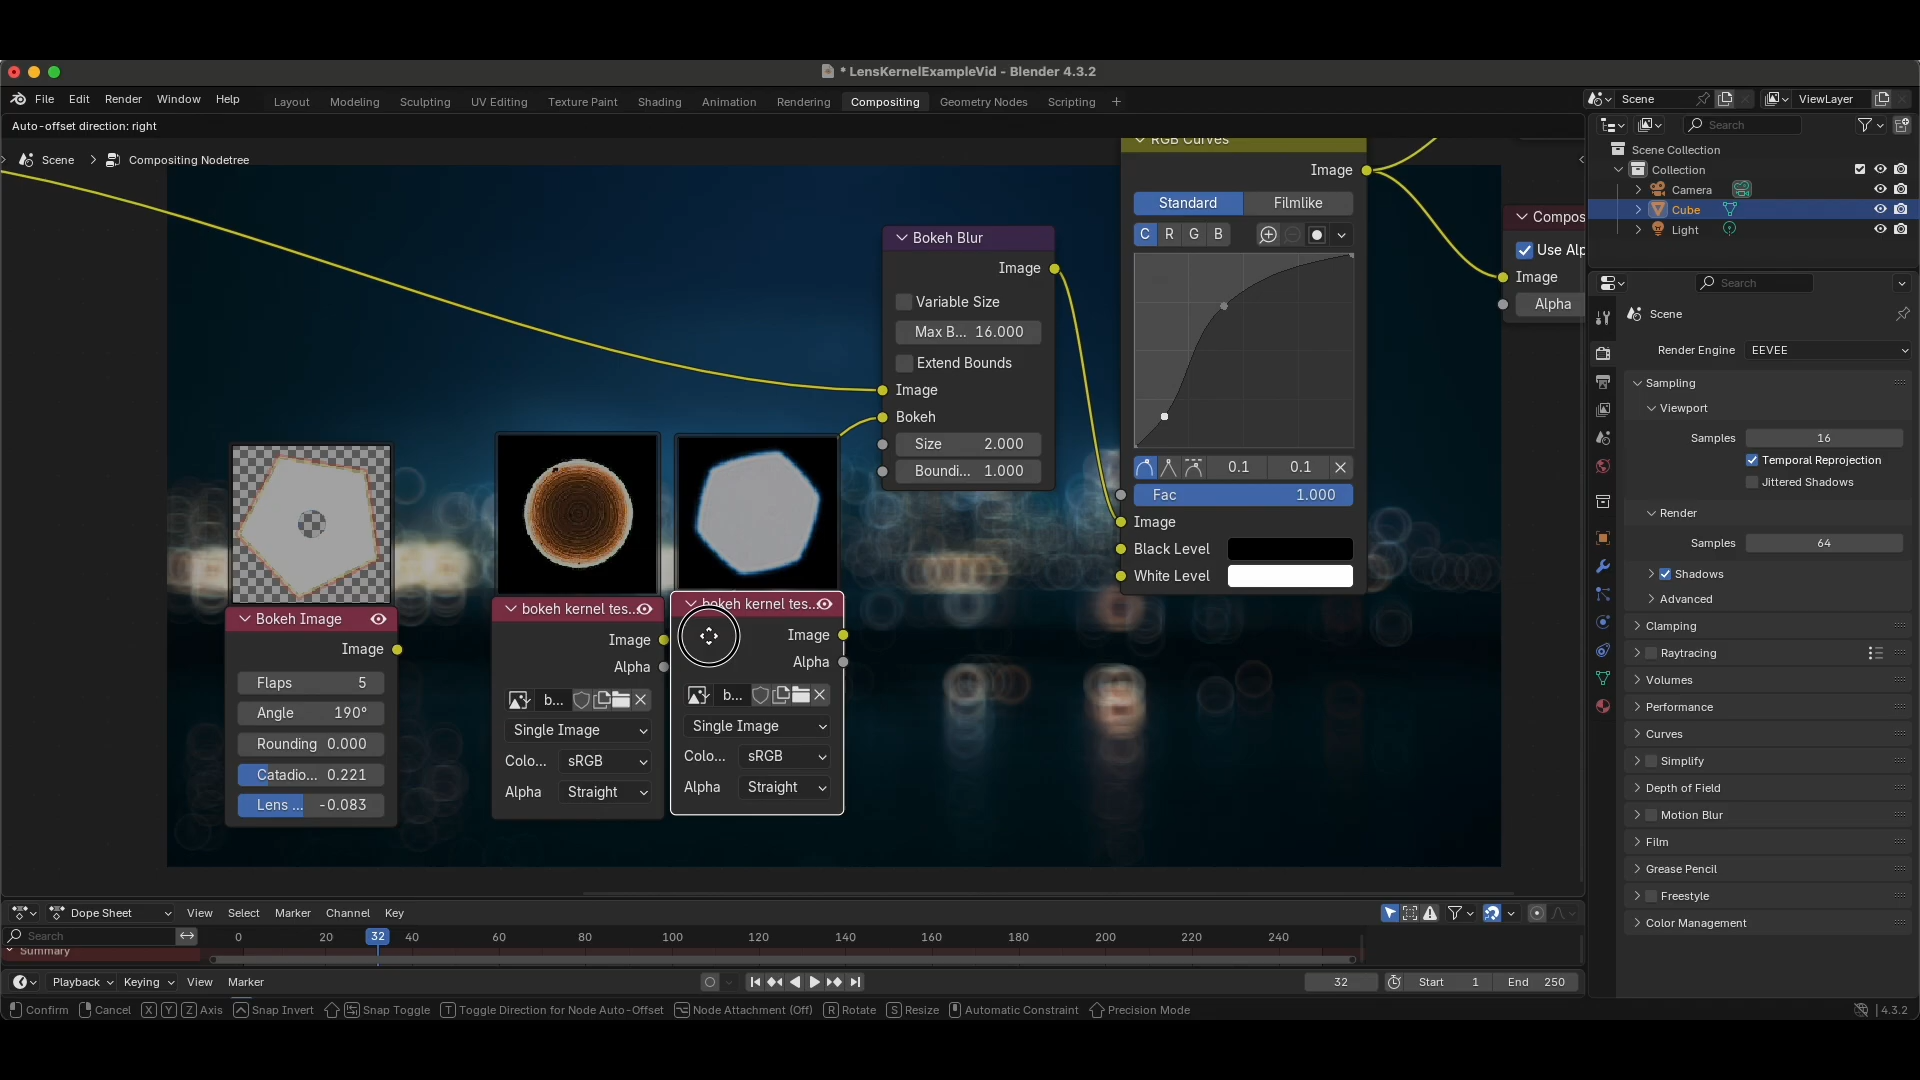 * LensKernelExampleVid - Blender 4.3.2
File Edit Render Window Help
Layout Modeling Sculpting UV Editing Texture Paint Shading Animation Rendering Compositing Geometry Nodes Scripting +
Scene
ViewLayer
Auto-offset direction: right
Scene Compositing Nodetree
RGB Curves
Image
Standard Filmlike
C R G B
0.1 0.1
Fac 1.000
Image
Black Level
White Level
Compos
Use Alp
Image
Alpha
Bokeh Blur
Image
Variable Size
Max B... 16.000
Extend Bounds
Image
Bokeh
Size 2.000
Boundi... 1.000
Bokeh Image
Image
Flaps 5
Angle 190°
Rounding 0.000
Catadio... 0.221
Lens ... -0.083
bokeh kernel tes...
Image
Alpha
b...
Single Image
Colo... sRGB
Alpha Straight
bokeh kernel tes...
Image
Alpha
b...
Single Image
Colo... sRGB
Alpha Straight
Search
Scene Collection
Collection
Camera
Cube
Light
Search
Scene
Render Engine EEVEE
Sampling
Viewport
Samples 16
Temporal Reprojection
Jittered Shadows
Render
Samples 64
Shadows
Advanced
Clamping
Raytracing
Volumes
Performance
Curves
Simplify
Depth of Field
Motion Blur
Film
Grease Pencil
Freestyle
Color Management
Dope Sheet View Select Marker Channel Key
Search
0 20 32 40 60 80 100 120 140 160 180 200 220 240
Summary
Playback Keying View Marker
32 Start 1 End 250
Confirm Cancel X Y Z Axis Snap Invert Snap Toggle T Toggle Direction for Node Auto-Offset Node Attachment (Off) R Rotate S Resize Automatic Constraint Precision Mode
4.3.2